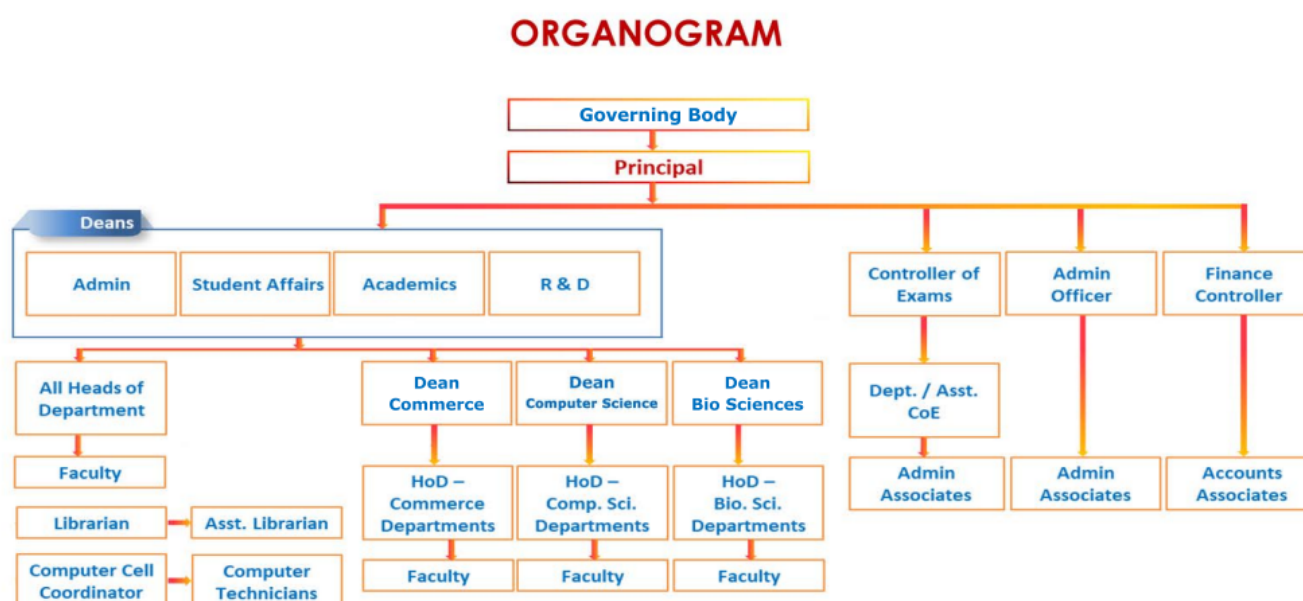 ORGANOGRAM
Governing Body
Principal
Deans
Admin
Student Affairs
Academics
R & D
Controller of
Exams
Admin
Officer
Finance
Controller
All Heads of
Department
Dean
Commerce
Dean
Computer Science
Dean
Bio Sciences
Dept. / Asst.
CoE
Faculty
HoD –
Commerce
Departments
HoD –
Comp. Sci.
Departments
HoD –
Bio. Sci.
Departments
Admin
Associates
Admin
Associates
Accounts
Associates
Librarian
Asst. Librarian
Computer Cell
Coordinator
Computer
Technicians
Faculty
Faculty
Faculty